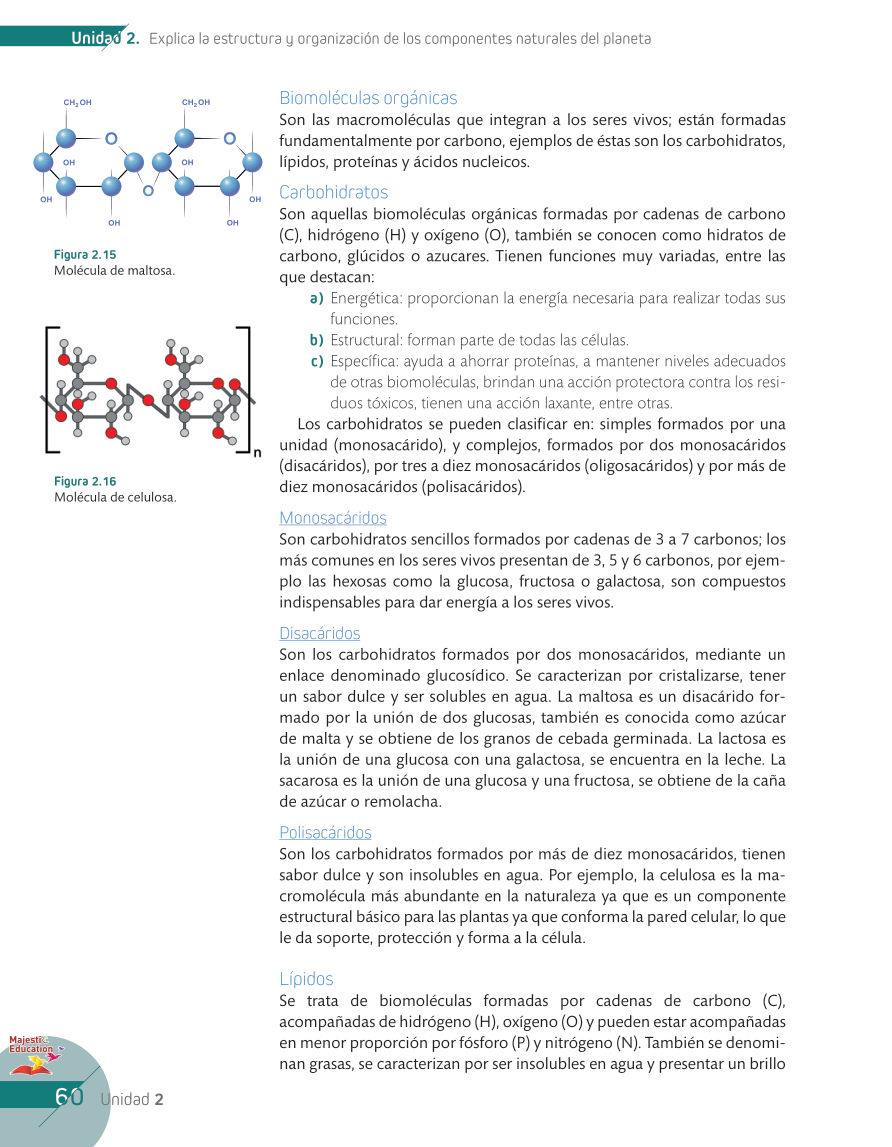 Unidad 2. Explica la estructura y organización de los componentes naturales del planeta
CH2 OH
CH2 OH
O
O
OH
OH
O
OH
OH
OH
OH
Figura 2.15
Molécula de maltosa.
n
Figura 2.16
Molécula de celulosa.
Biomoléculas orgánicas
Son las macromoléculas que integran a los seres vivos; están formadas
fundamentalmente por carbono, ejemplos de éstas son los carbohidratos,
lípidos, proteínas y ácidos nucleicos.
Carbohidratos
Son aquellas biomoléculas orgánicas formadas por cadenas de carbono
(C), hidrógeno (H) y oxígeno (O), también se conocen como hidratos de
carbono, glúcidos o azucares. Tienen funciones muy variadas, entre las
que destacan:
a) Energética: proporcionan la energía necesaria para realizar todas sus
funciones.
b) Estructural: forman parte de todas las células.
c) Específica: ayuda a ahorrar proteínas, a mantener niveles adecuados
de otras biomoléculas, brindan una acción protectora contra los resi-
duos tóxicos, tienen una acción laxante, entre otras.
Los carbohidratos se pueden clasificar en: simples formados por una
unidad (monosacárido), y complejos, formados por dos monosacáridos
(disacáridos), por tres a diez monosacáridos (oligosacáridos) y por más de
diez monosacáridos (polisacáridos).
Monosacáridos
Son carbohidratos sencillos formados por cadenas de 3 a 7 carbonos; los
más comunes en los seres vivos presentan de 3, 5 y 6 carbonos, por ejem-
plo las hexosas como la glucosa, fructosa o galactosa, son compuestos
indispensables para dar energía a los seres vivos.
Disacáridos
Son los carbohidratos formados por dos monosacáridos, mediante un
enlace denominado glucosídico. Se caracterizan por cristalizarse, tener
un sabor dulce y ser solubles en agua. La maltosa es un disacárido for-
mado por la unión de dos glucosas, también es conocida como azúcar
de malta y se obtiene de los granos de cebada germinada. La lactosa es
la unión de una glucosa con una galactosa, se encuentra en la leche. La
sacarosa es la unión de una glucosa y una fructosa, se obtiene de la caña
de azúcar o remolacha.
Polisacáridos
Son los carbohidratos formados por más de diez monosacáridos, tienen
sabor dulce y son insolubles en agua. Por ejemplo, la celulosa es la ma-
cromolécula más abundante en la naturaleza ya que es un componente
estructural básico para las plantas ya que conforma la pared celular, lo que
le da soporte, protección y forma a la célula.
Lípidos
Se trata de biomoléculas formadas por cadenas de carbono (C),
acompañadas de hidrógeno (H), oxígeno (O) y pueden estar acompañadas
en menor proporción por fósforo (P) y nitrógeno (N). También se denomi-
nan grasas, se caracterizan por ser insolubles en agua y presentar un brillo
Majestic
Education
60 Unidad 2